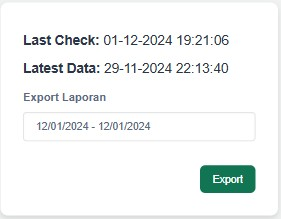 Last Check: 01-12-2024 19:21:06
Latest Data: 29-11-2024 22:13:40
Export Laporan
12/01/2024 - 12/01/2024
Export